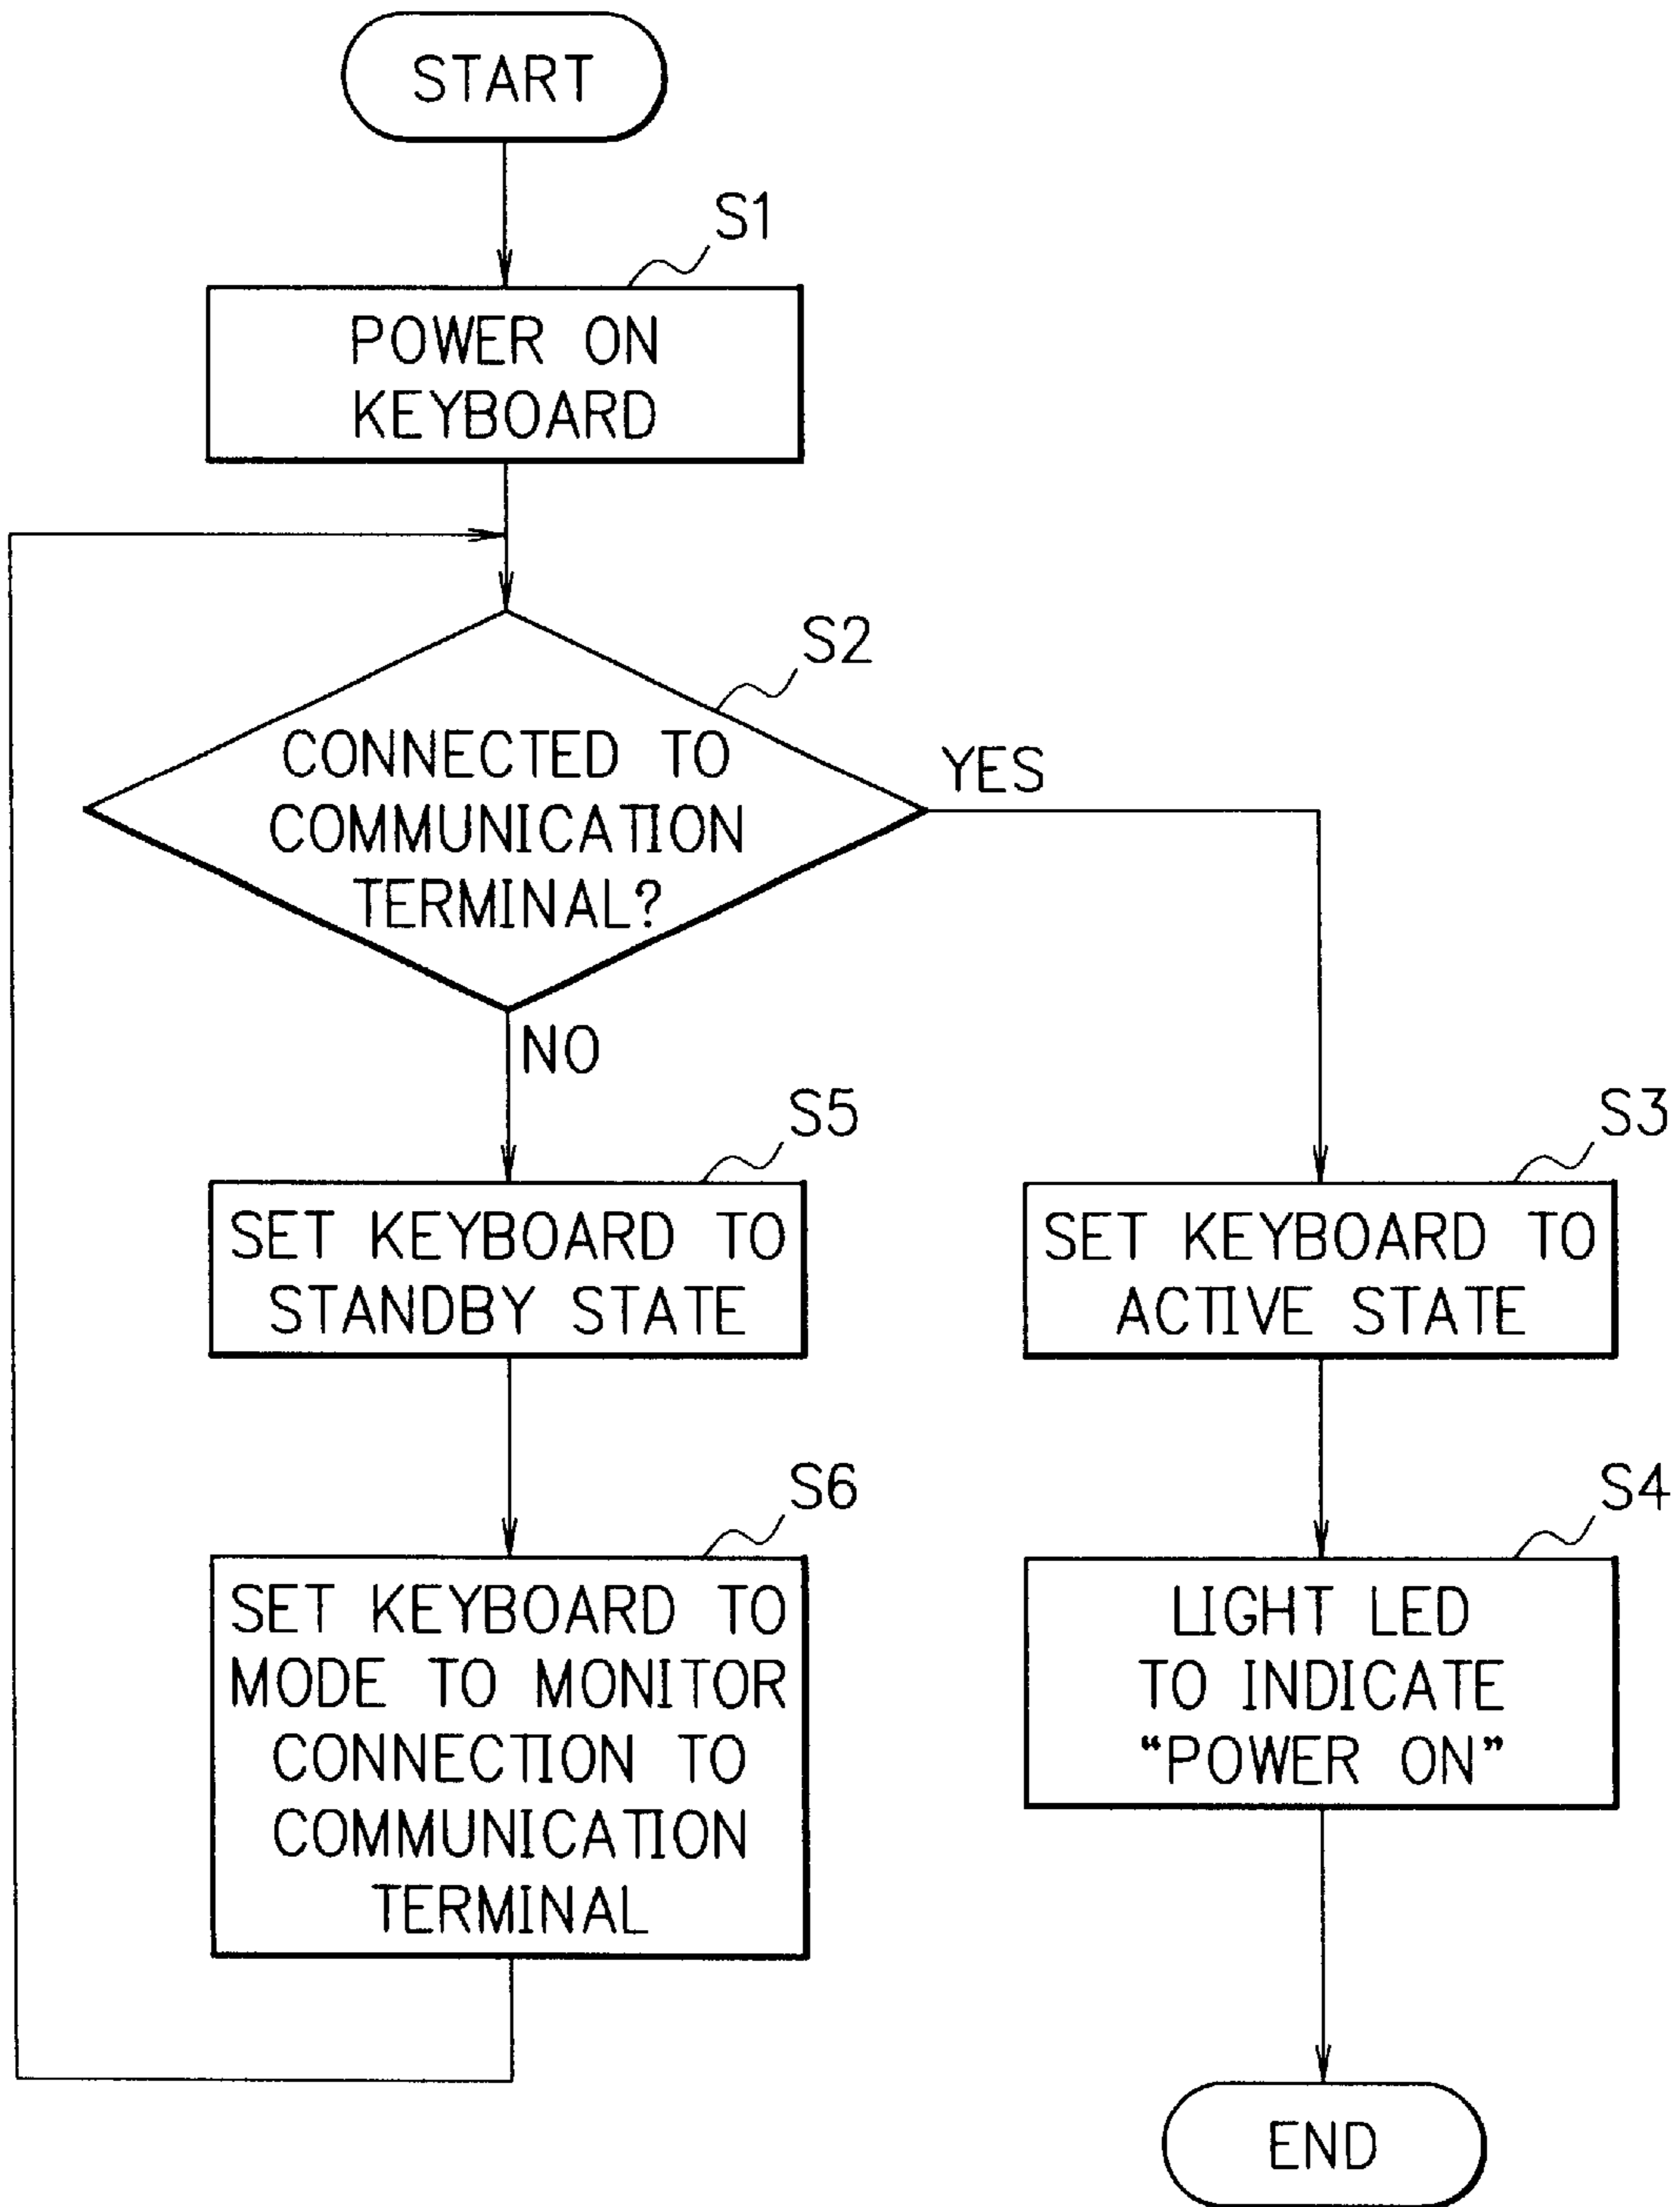 START
S1
POWER ON
KEYBOARD
S2
CONNECTED TO
COMMUNICATION
TERMINAL?
YES
NO
S5
SET KEYBOARD TO
STANDBY STATE
S3
SET KEYBOARD TO
ACTIVE STATE
S6
SET KEYBOARD TO
MODE TO MONITOR
CONNECTION TO
COMMUNICATION
TERMINAL
S4
LIGHT LED
TO INDICATE
“POWER ON”
END